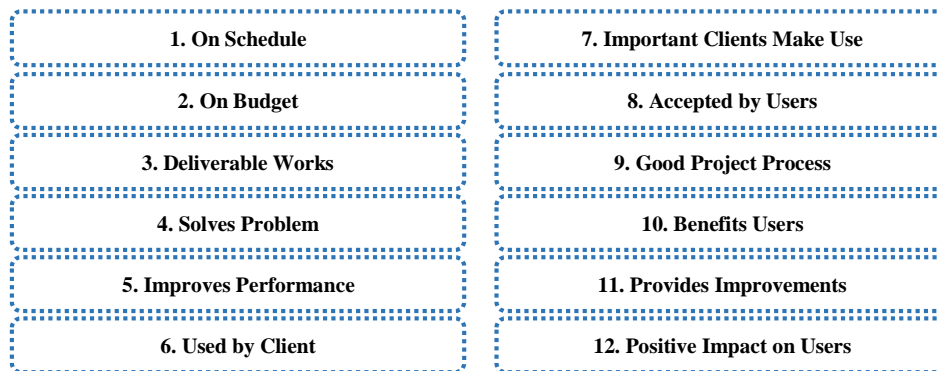 1. On Schedule
2. On Budget
3. Deliverable Works
4. Solves Problem
5. Improves Performance
6. Used by Client
7. Important Clients Make Use
8. Accepted by Users
9. Good Project Process
10. Benefits Users
11. Provides Improvements
12. Positive Impact on Users